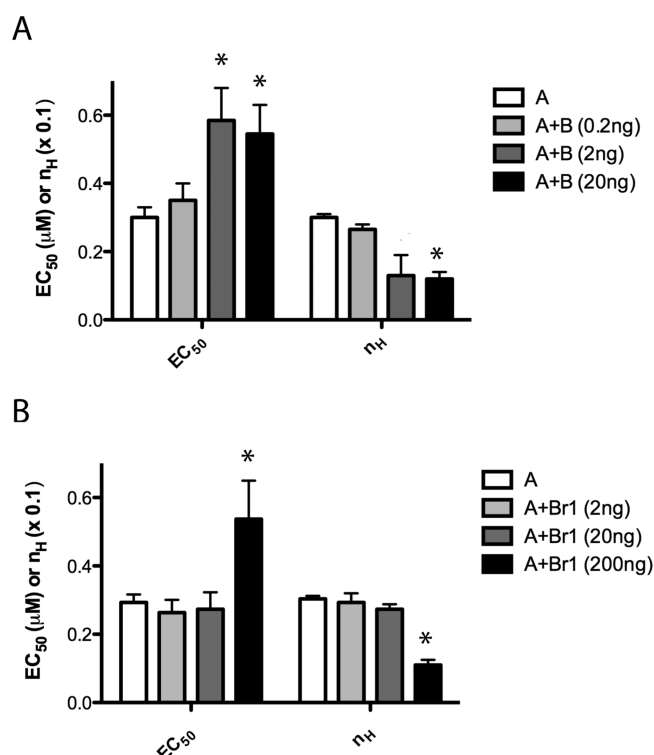 A
*
*
*
EC₅₀ (μM) or nH (x 0.1)
0.6
0.4
0.2
0.0
EC₅₀
nH
A
A+B (0.2ng)
A+B (2ng)
A+B (20ng)
B
*
*
EC₅₀ (μM) or nH (x 0.1)
0.6
0.4
0.2
0.0
EC₅₀
nH
A
A+Br1 (2ng)
A+Br1 (20ng)
A+Br1 (200ng)